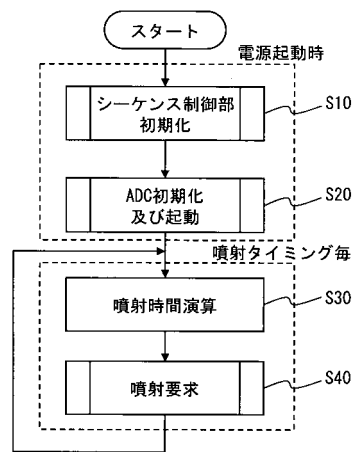 スタート
電源起動時
シーケンス制御部
初期化
S10
ADC初期化
及び起動
S20
噴射タイミング毎
噴射時間演算
S30
噴射要求
S40